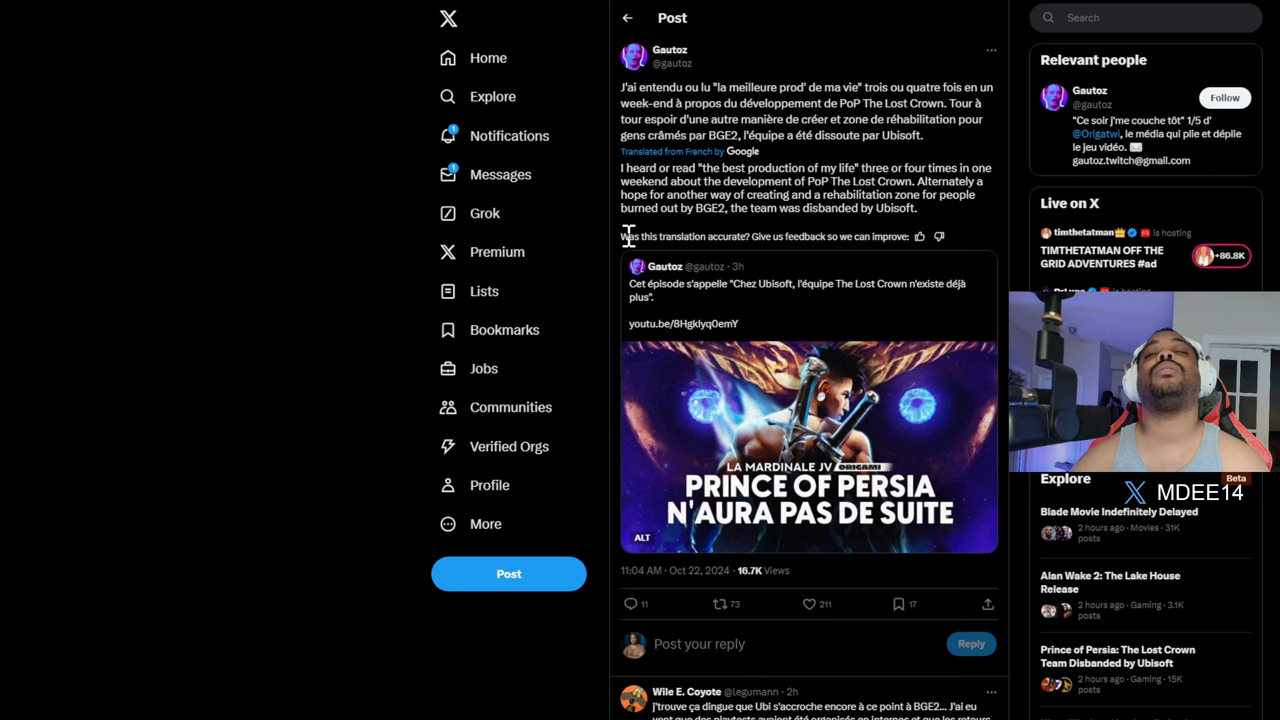 Home
Explore
1
Notifications
1
Messages
Grok
Premium
Lists
Bookmarks
Jobs
Communities
Verified Orgs
Profile
More
Post
Post
Gautoz
@gautoz
J'ai entendu ou lu "la meilleure prod' de ma vie" trois ou quatre fois en un
week-end à propos du développement de PoP The Lost Crown. Tour à
tour espoir d'une autre manière de créer et zone de réhabilitation pour
gens crâmés par BGE2, l'équipe a été dissoute par Ubisoft.
Translated from French by Google
I heard or read "the best production of my life" three or four times in one
weekend about the development of PoP The Lost Crown. Alternately a
hope for another way of creating and a rehabilitation zone for people
burned out by BGE2, the team was disbanded by Ubisoft.
Was this translation accurate? Give us feedback so we can improve:
Gautoz @gautoz · 3h
Cet épisode s'appelle "Chez Ubisoft, l'équipe The Lost Crown n'existe déjà
plus".
youtu.be/8Hgklyq0emY
LA MARDINALE JV ORIGAMI
PRINCE OF PERSIA
N'AURA PAS DE SUITE
ALT
11:04 AM · Oct 22, 2024 · 16.7K Views
11 73 211 17
Post your reply
Reply
Wile E. Coyote @legumann · 2h
j'trouve ça dingue que Ubi s'accroche encore à ce point à BGE2... J'ai eu
Search
Relevant people
Gautoz
@gautoz
Follow
"Ce soir j'me couche tôt" 1/5 d'
@Origatwi, le média qui plie et déplie
le jeu vidéo.
gautoz.twitch@gmail.com
Live on X
timthetatman is hosting
TIMTHETATMAN OFF THE
GRID ADVENTURES #ad
+86.8K
MDEE14
Explore
Beta
Blade Movie Indefinitely Delayed
2 hours ago · Movies · 31K
posts
Alan Wake 2: The Lake House
Release
2 hours ago · Gaming · 3.1K
posts
Prince of Persia: The Lost Crown
Team Disbanded by Ubisoft
2 hours ago · Gaming · 15K
posts